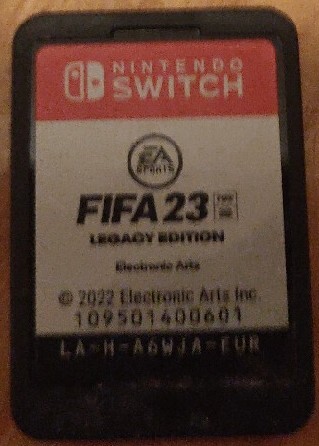 NINTENDO
SWITCH
EA
SPORTS
FIFA 23
LEGACY EDITION
Electronic Arts
© 2022 Electronic Arts Inc.
109501400601
LA-H-A6WJA-EUR